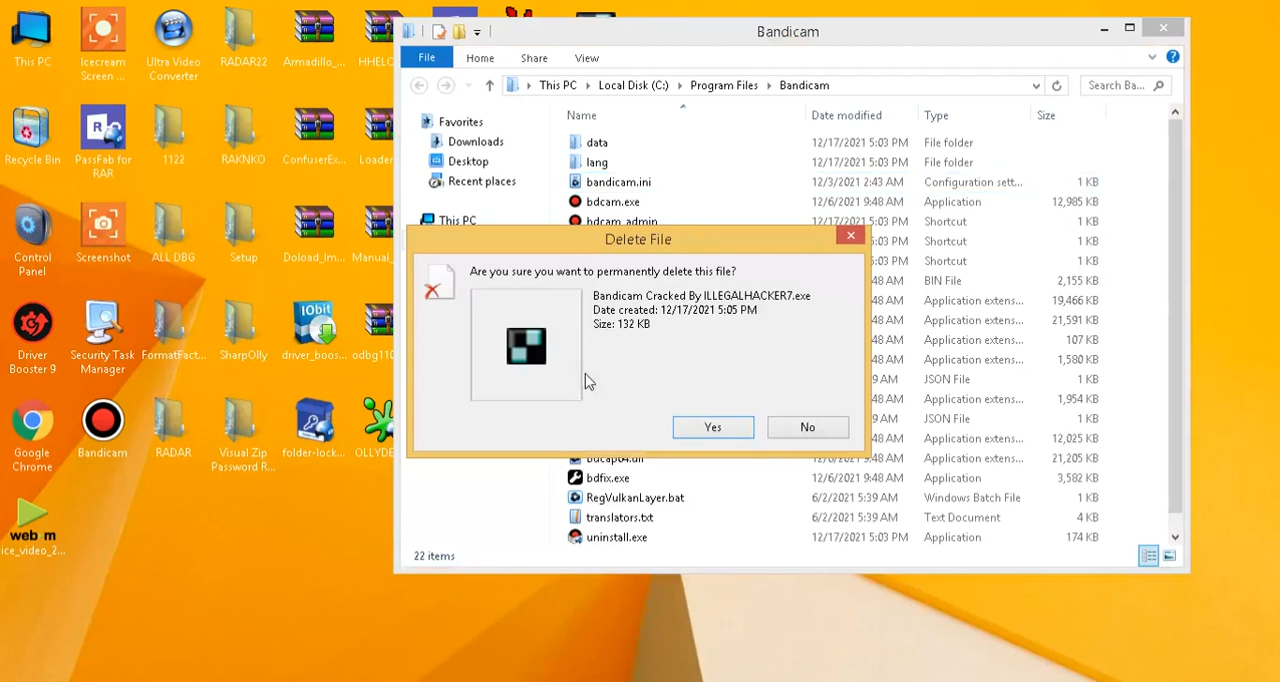 This PC
Icecream Screen ...
Ultra Video Converter
RADAR22
Armadillo_...
HHELO
Recycle Bin
PassFab for RAR
1122
RAKNKO
ConfuserEx...
Loader
Control Panel
Screenshot
ALL DBG
Setup
Doload_Im...
Manual_
Driver Booster 9
Security Task Manager
FormatFact...
SharpOlly
IObit
driver_boos...
odbg110
Google Chrome
Bandicam
RADAR
Visual Zip Password R...
folder-lock...
OLLYDE
web m
ice_video_2...
Bandicam
File Home Share View
This PC Local Disk (C:) Program Files Bandicam
Search Ba...
Name Date modified Type Size
Favorites
Downloads
Desktop
Recent places
This PC
data 12/17/2021 5:03 PM File folder
lang 12/17/2021 5:03 PM File folder
bandicam.ini 12/3/2021 2:43 AM Configuration sett... 1 KB
bdcam.exe 12/6/2021 9:48 AM Application 12,985 KB
bdcam_admin 12/17/2021 5:03 PM Shortcut 1 KB
5:03 PM Shortcut 1 KB
5:03 PM Shortcut 1 KB
:48 AM BIN File 2,155 KB
:48 AM Application extens... 19,466 KB
:48 AM Application extens... 21,591 KB
:48 AM Application extens... 107 KB
:48 AM Application extens... 1,580 KB
9 AM JSON File 1 KB
:48 AM Application extens... 1,954 KB
9 AM JSON File 1 KB
:48 AM Application extens... 12,025 KB
bdcap64.dll 12/6/2021 9:48 AM Application extens... 21,205 KB
bdfix.exe 12/6/2021 9:48 AM Application 3,582 KB
RegVulkanLayer.bat 6/2/2021 5:39 AM Windows Batch File 1 KB
translators.txt 6/2/2021 5:39 AM Text Document 4 KB
uninstall.exe 12/17/2021 5:03 PM Application 174 KB
22 items
Delete File
Are you sure you want to permanently delete this file?
Bandicam Cracked By ILLEGALHACKER7.exe
Date created: 12/17/2021 5:05 PM
Size: 132 KB
Yes No